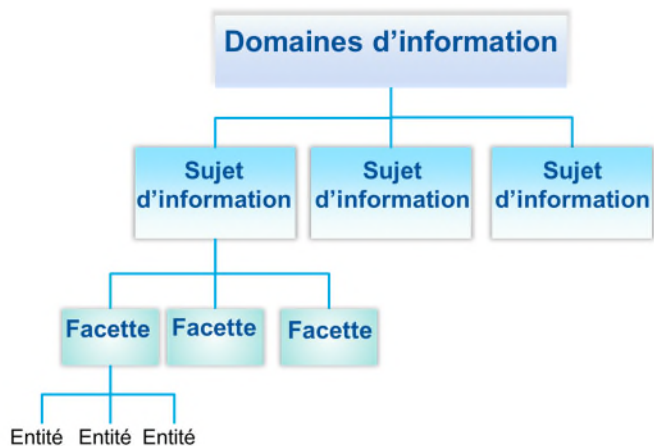 Domaines d'information
Sujet
d'information
Sujet
d'information
Sujet
d'information
Facette
Facette
Facette
Entité Entité Entité